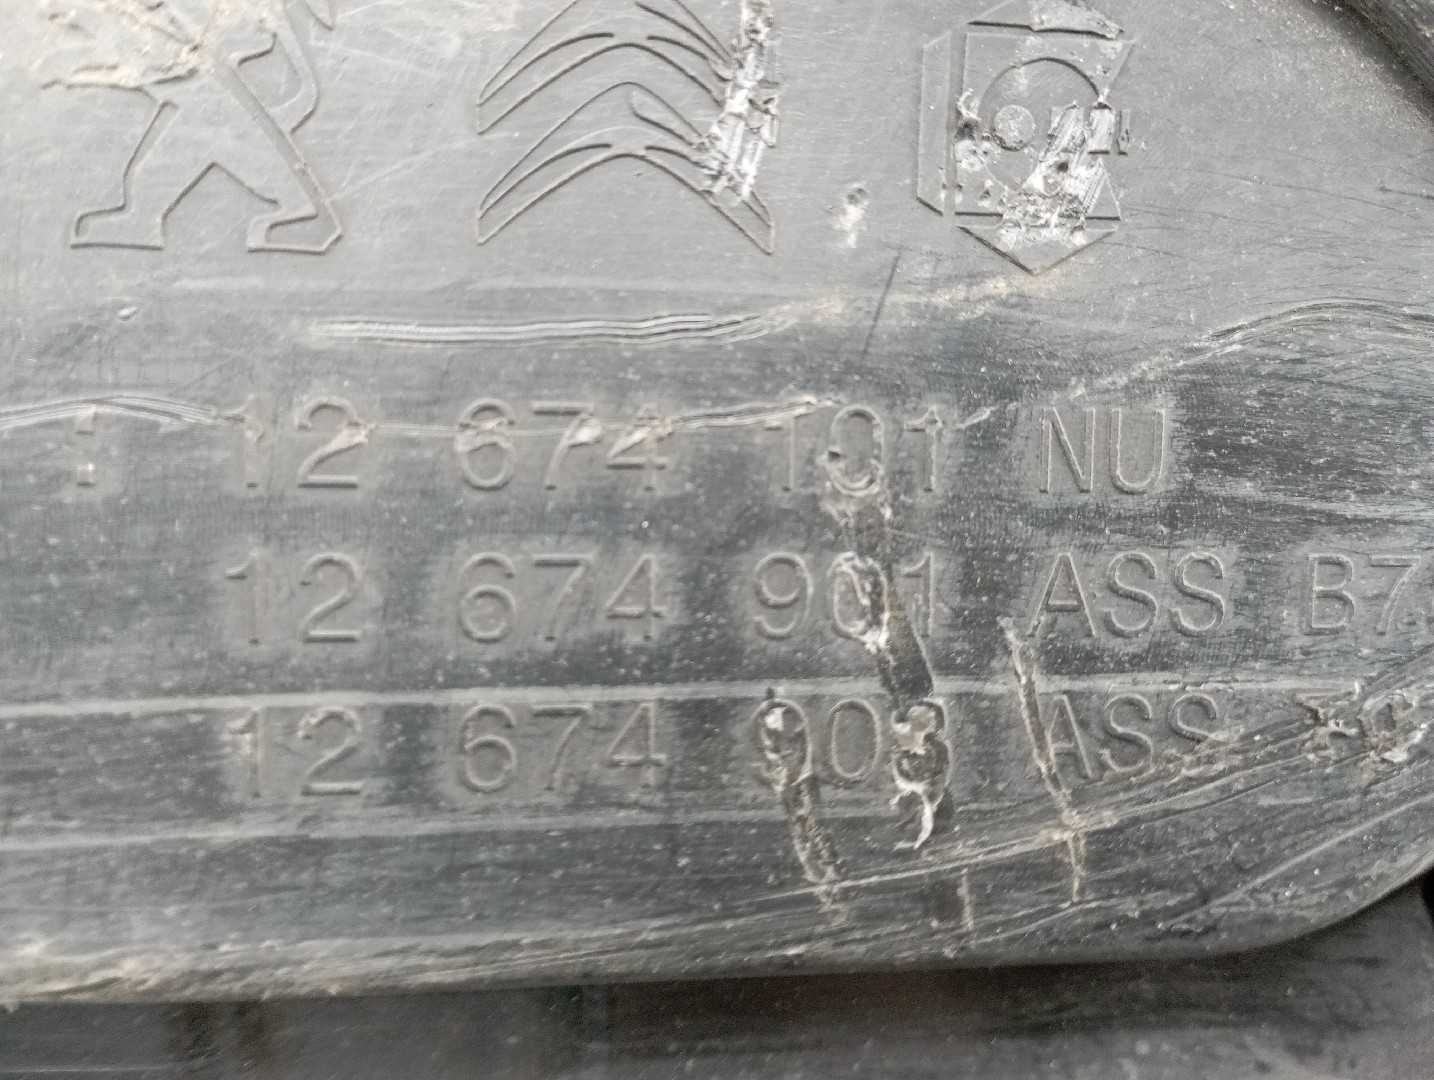 : 12 674 101 NU
12 674 901 ASS B7
12 674 903 ASS